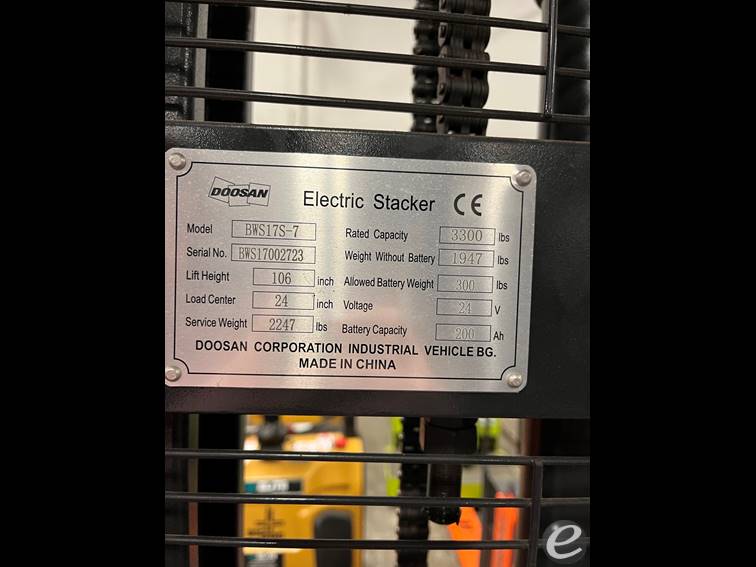 DOOSAN Electric Stacker CE
Model BWS17S-7 Rated Capacity 3300 lbs
Serial No. BWS17002723 Weight Without Battery 1947 lbs
Lift Height 106 inch Allowed Battery Weight 300 lbs
Load Center 24 inch Voltage 24 V
Service Weight 2247 lbs Battery Capacity 200 Ah
DOOSAN CORPORATION INDUSTRIAL VEHICLE BG.
MADE IN CHINA
e